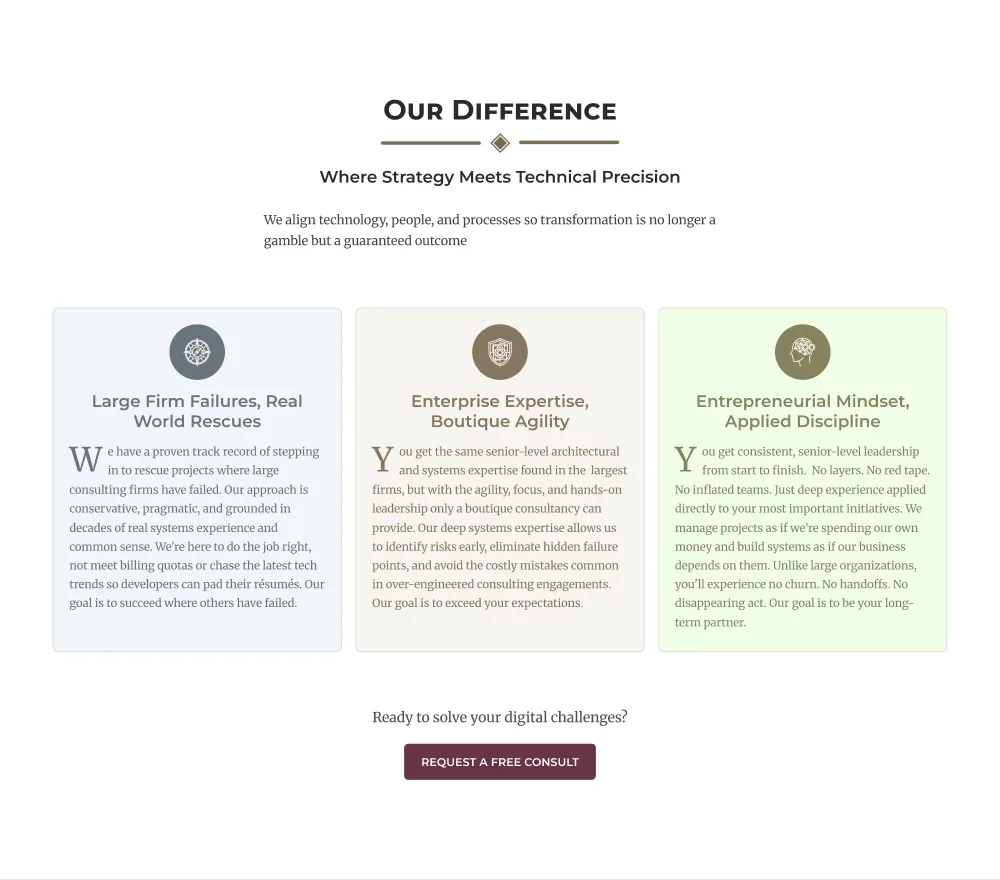 Our Difference
Where Strategy Meets Technical Precision
We align technology, people, and processes so transformation is no longer a
gamble but a guaranteed outcome
Large Firm Failures, Real
World Rescues
We have a proven track record of stepping
in to rescue projects where large
consulting firms have failed. Our approach is
conservative, pragmatic, and grounded in
decades of real systems experience and
common sense. We're here to do the job right,
not meet billing quotas or chase the latest tech
trends so developers can pad their résumés. Our
goal is to succeed where others have failed.
Enterprise Expertise,
Boutique Agility
You get the same senior-level architectural
and systems expertise found in the largest
firms, but with the agility, focus, and hands-on
leadership only a boutique consultancy can
provide. Our deep systems expertise allows us
to identify risks early, eliminate hidden failure
points, and avoid the costly mistakes common
in over-engineered consulting engagements.
Our goal is to exceed your expectations.
Entrepreneurial Mindset,
Applied Discipline
You get consistent, senior-level leadership
from start to finish. No layers. No red tape.
No inflated teams. Just deep experience applied
directly to your most important initiatives. We
manage projects as if we’re spending our own
money and build systems as if our business
depends on them. Unlike large organizations,
you'll experience no churn. No handoffs. No
disappearing act. Our goal is to be your long-
term partner.
Ready to solve your digital challenges?
REQUEST A FREE CONSULT